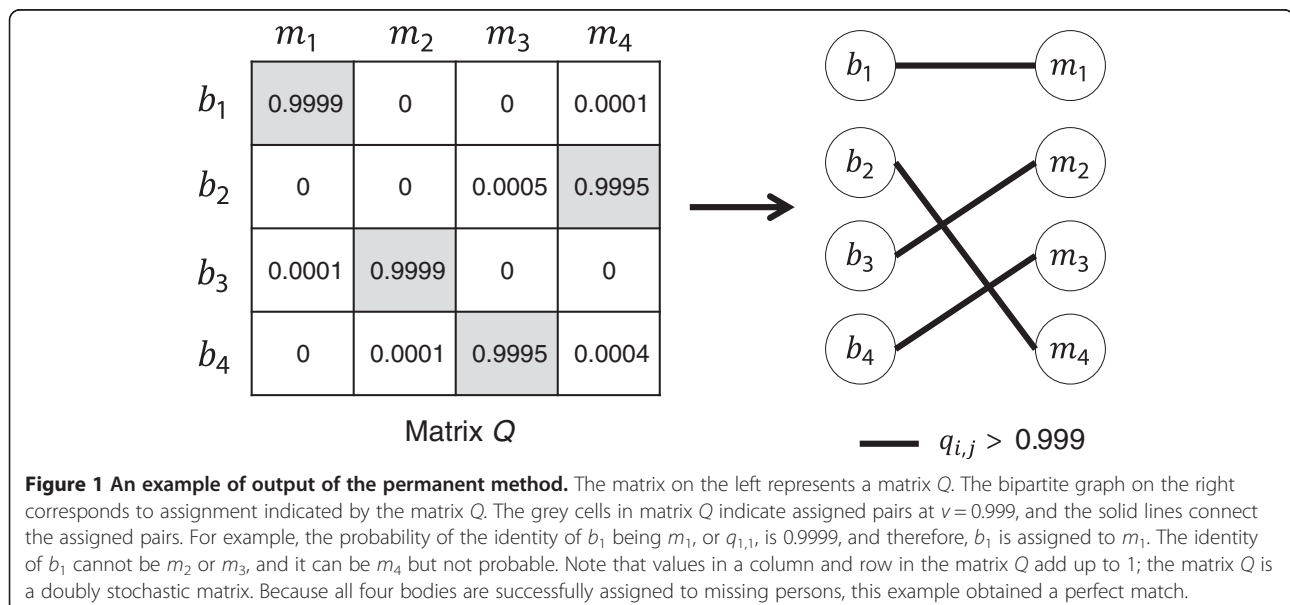 m₁ m₂ m₃ m₄
b₁ 0.9999 0 0 0.0001
b₂ 0 0 0.0005 0.9995
b₃ 0.0001 0.9999 0 0
b₄ 0 0.0001 0.9995 0.0004
Matrix Q
b₁ m₁
b₂ m₂
b₃ m₃
b₄ m₄
q_{i,j} > 0.999
Figure 1 An example of output of the permanent method. The matrix on the left represents a matrix Q. The bipartite graph on the right
corresponds to assignment indicated by the matrix Q. The grey cells in matrix Q indicate assigned pairs at v = 0.999, and the solid lines connect
the assigned pairs. For example, the probability of the identity of b₁ being m₁, or q₁,₁, is 0.9999, and therefore, b₁ is assigned to m₁. The identity
of b₁ cannot be m₂ or m₃, and it can be m₄ but not probable. Note that values in a column and row in the matrix Q add up to 1; the matrix Q is
a doubly stochastic matrix. Because all four bodies are successfully assigned to missing persons, this example obtained a perfect match.